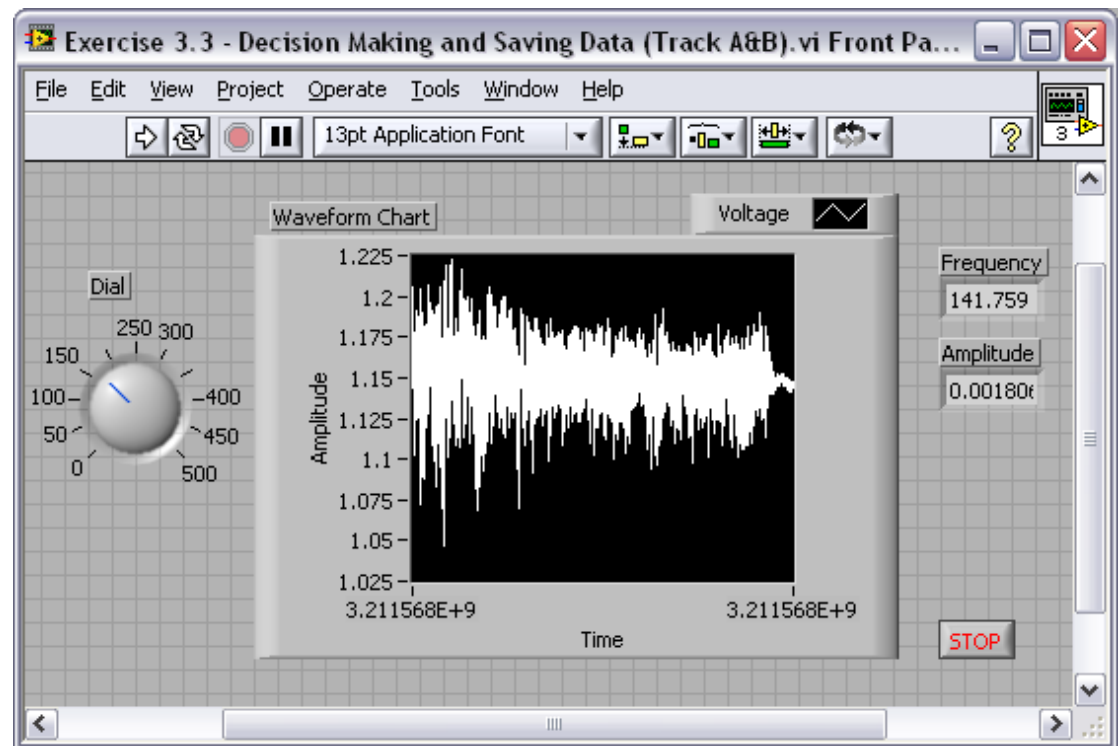 Exercise 3.3 - Decision Making and Saving Data (Track A&B).vi Front Pa...
File Edit View Project Operate Tools Window Help
13pt Application Font
? 3
Waveform Chart
Voltage
Dial
0 50 100 150 250 300 400 450 500
Amplitude
1.225
1.2
1.175
1.15
1.125
1.1
1.075
1.05
1.025
3.211568E+9 3.211568E+9
Time
Frequency
141.759
Amplitude
0.001806
STOP